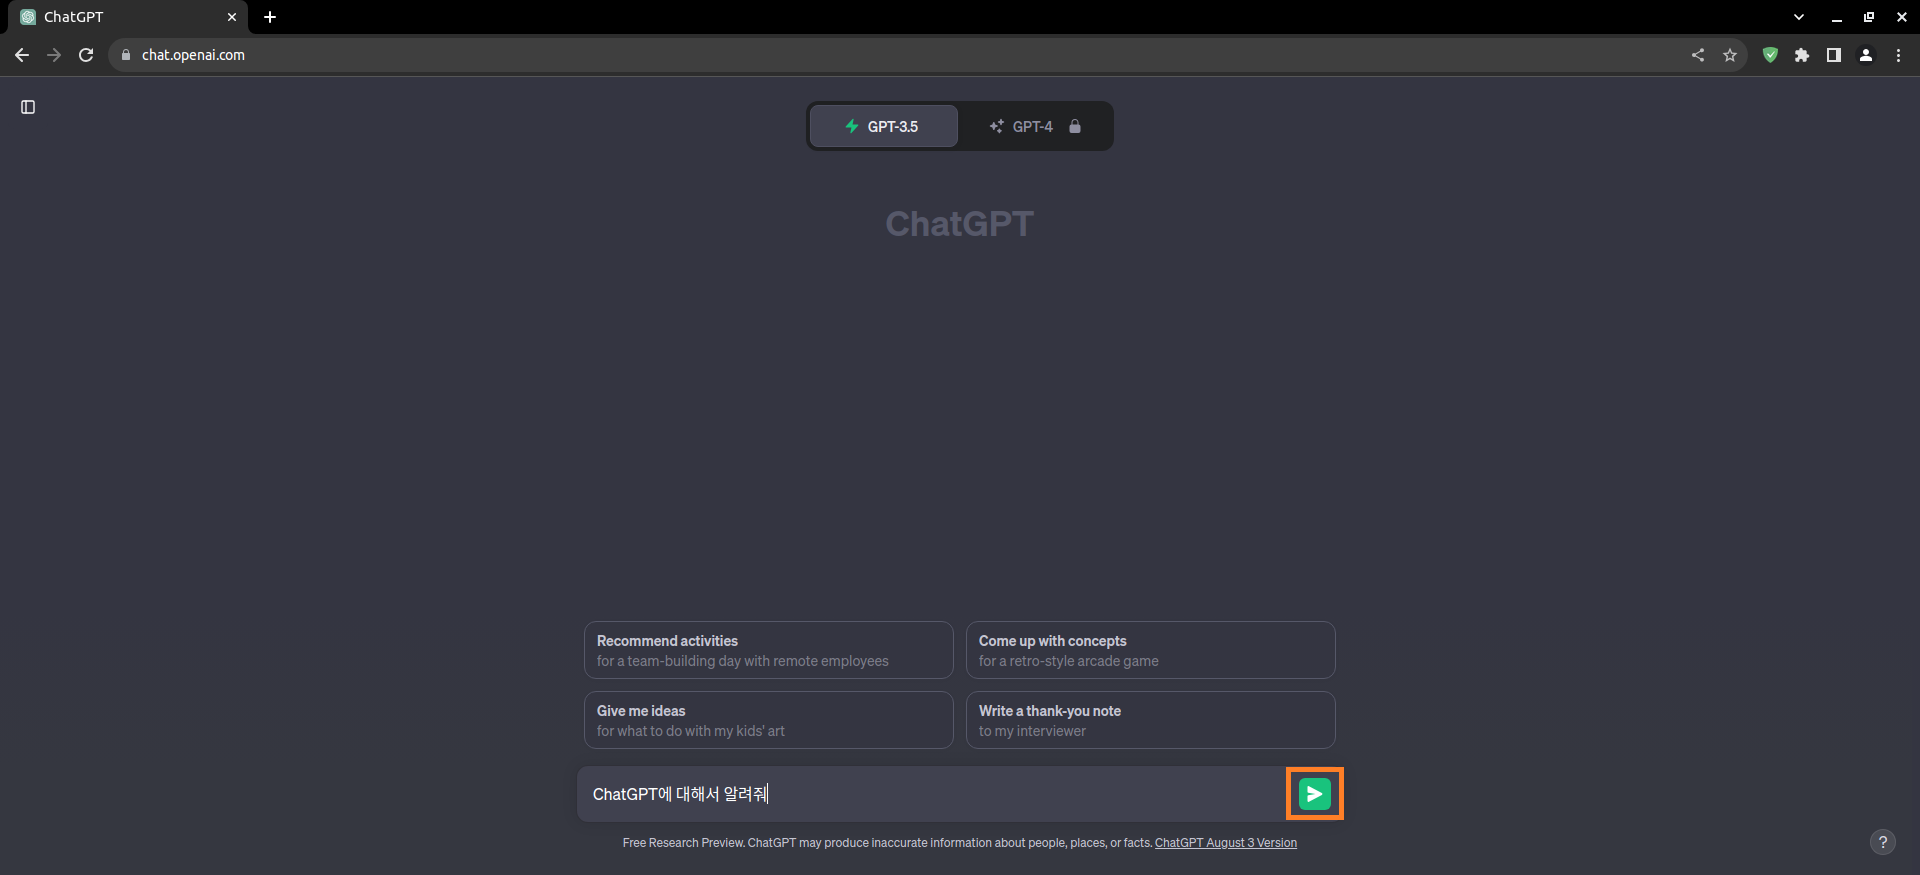 ChatGPT
chat.openai.com
GPT-3.5
GPT-4
ChatGPT
Recommend activities
for a team-building day with remote employees
Come up with concepts
for a retro-style arcade game
Give me ideas
for what to do with my kids' art
Write a thank-you note
to my interviewer
ChatGPT에 대해서 알려줘
Free Research Preview. ChatGPT may produce inaccurate information about people, places, or facts. ChatGPT August 3 Version
?